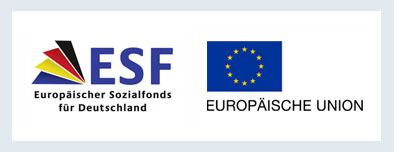 ESF
Europäischer Sozialfonds
für Deutschland
EUROPÄISCHE UNION